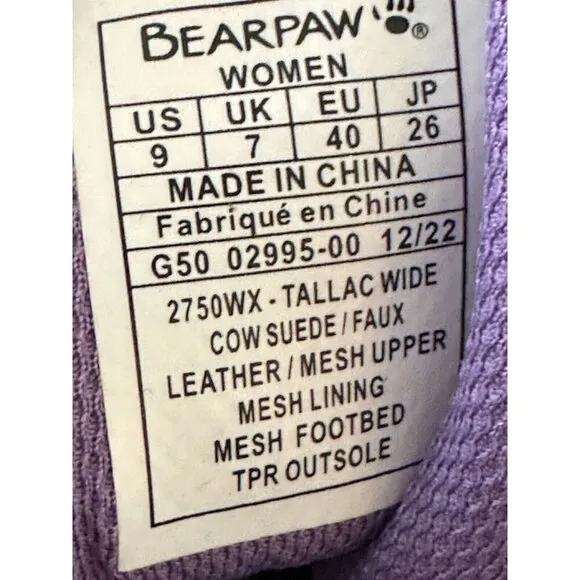 BEARPAW®
WOMEN
US UK EU JP
9 7 40 26
MADE IN CHINA
Fabriqué en Chine
G50 02995-00 12/22
2750WX - TALLAC WIDE
COW SUEDE / FAUX
LEATHER / MESH UPPER
MESH LINING
MESH FOOTBED
TPR OUTSOLE